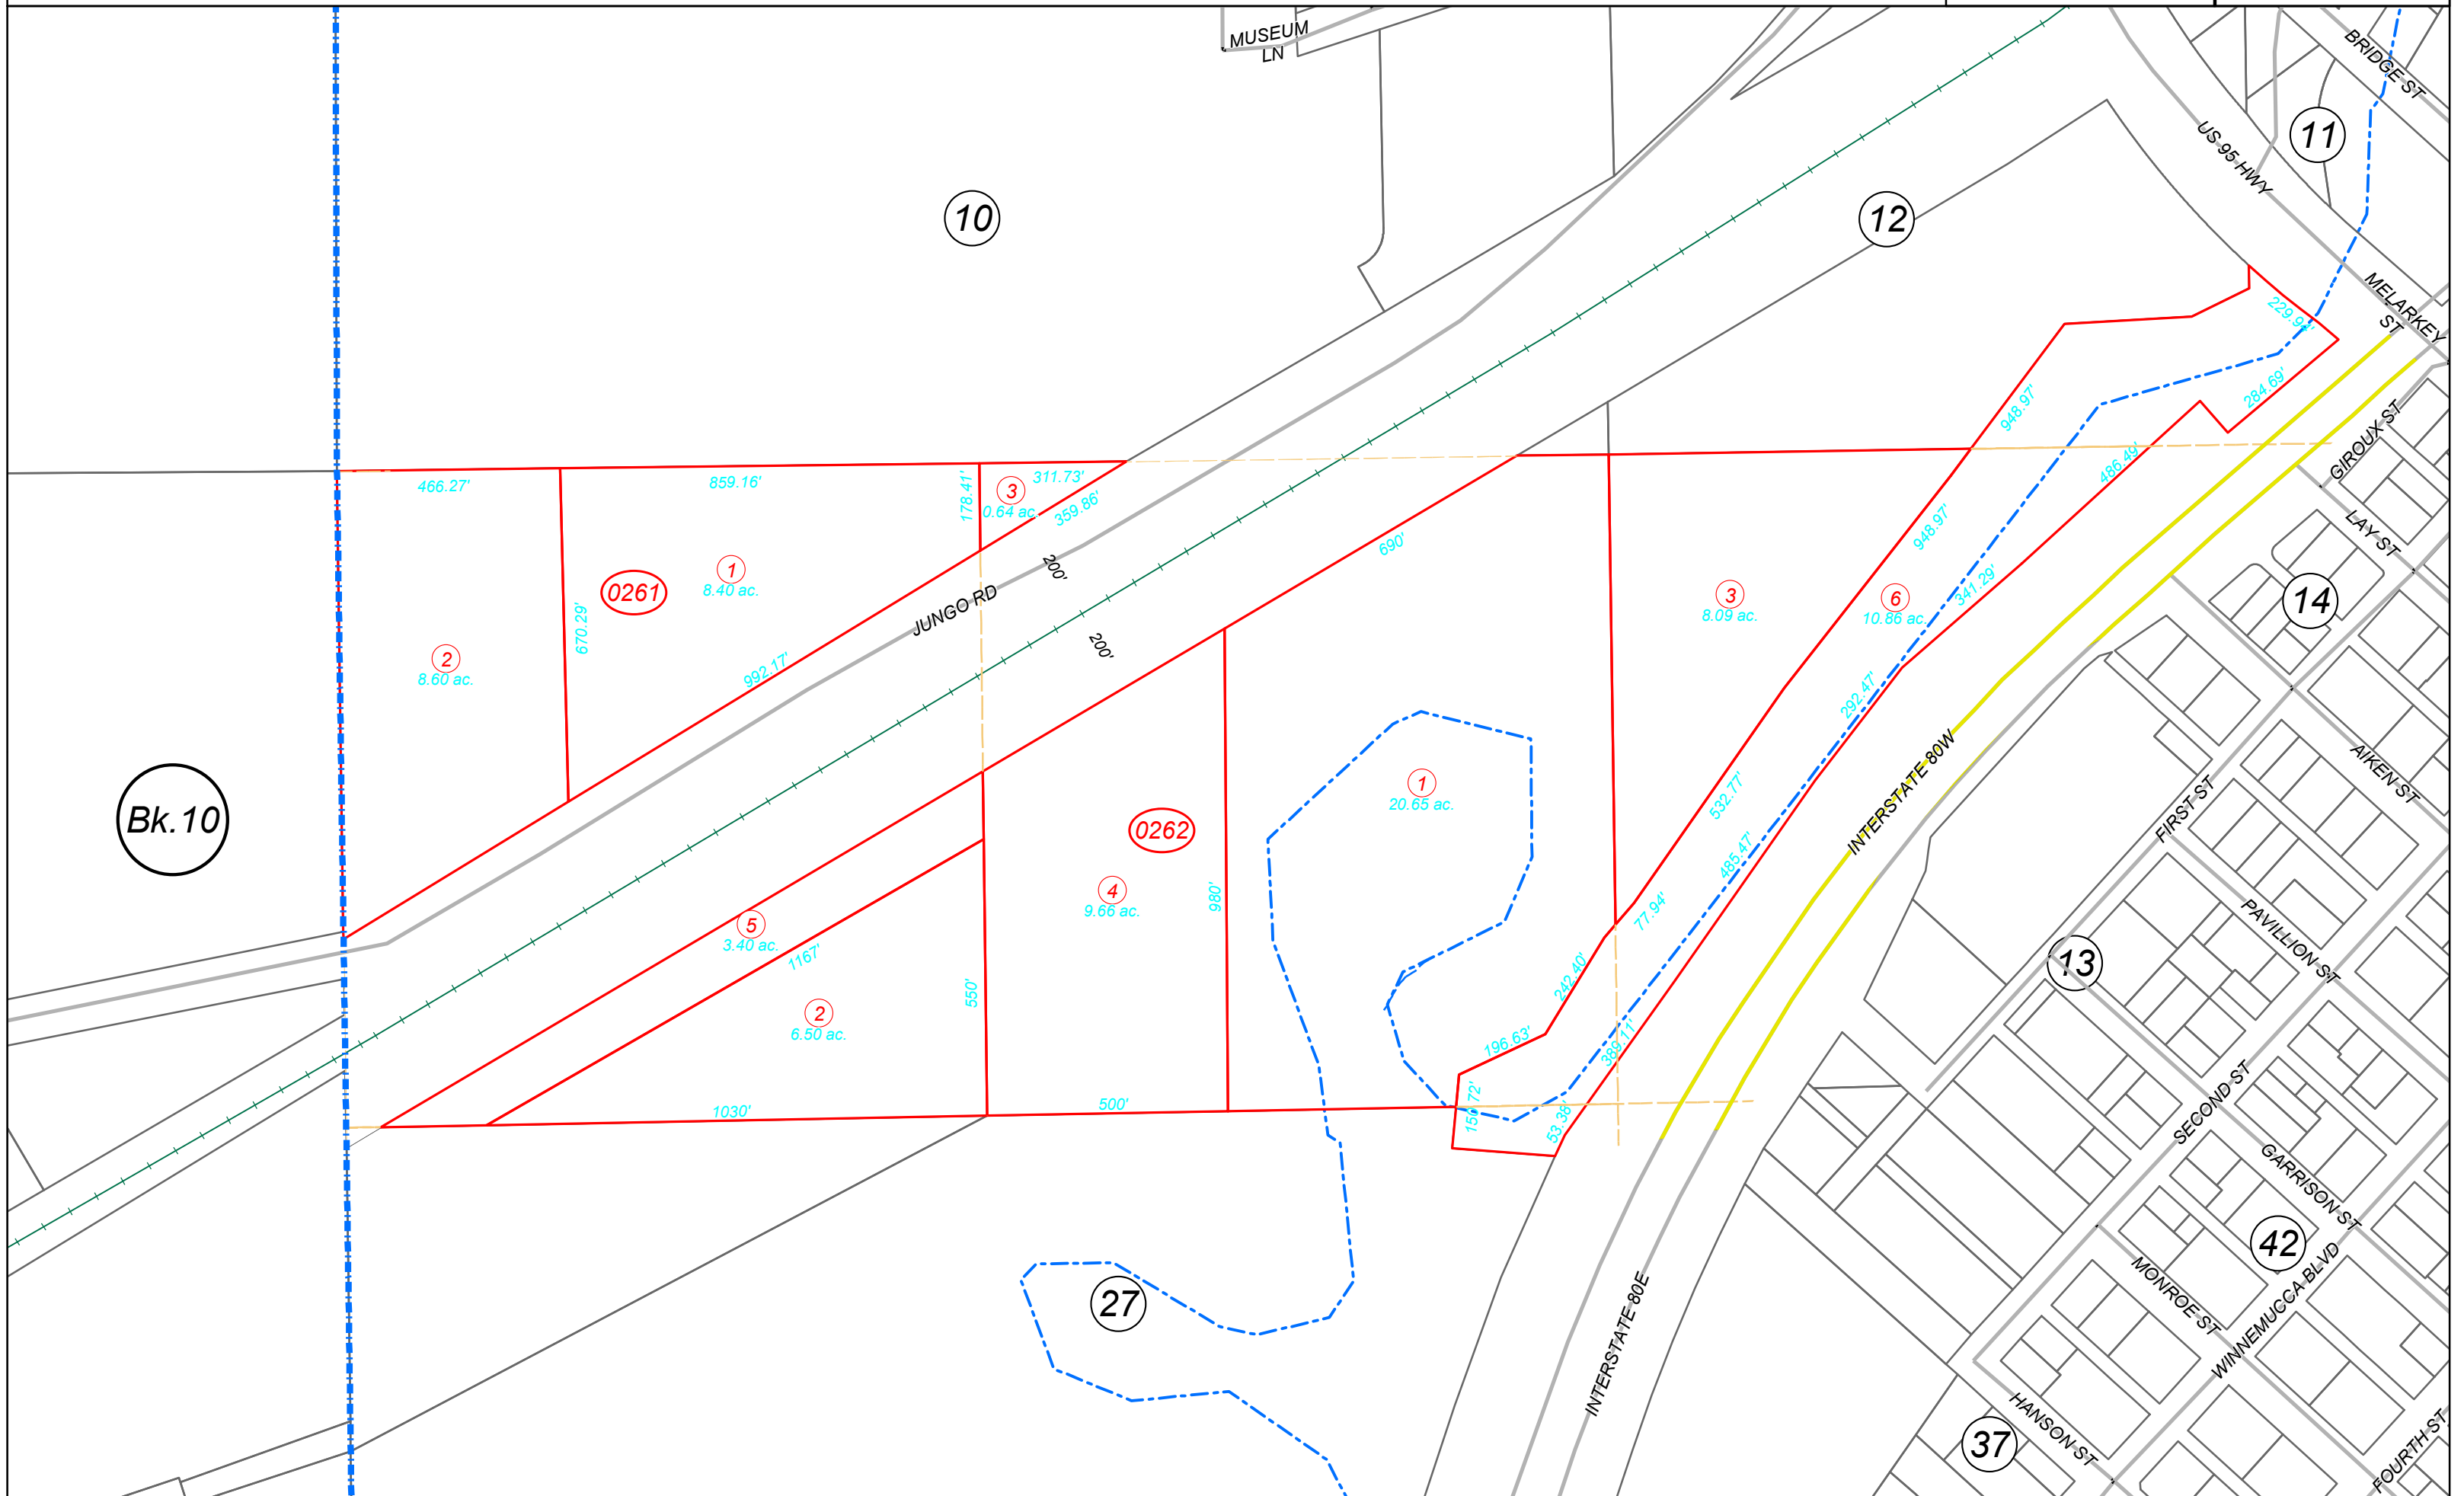 MUSEUM
LN
BRIDGE ST
11
US 95 HWY
10
12
MELARKEY
ST
229.94'
284.69'
948.97'
486.49'
GIROUX ST
LAY ST
466.27'
859.16'
178.41'
3
0.64 ac.
311.73'
359.86'
690'
948.97'
200'
1
8.40 ac.
0261
670.29'
JUNGO RD
200'
3
8.09 ac.
6
10.86 ac.
341.29'
14
2
8.60 ac.
992.17'
292.47'
INTERSTATE 80W
AIKEN ST
FIRST ST
Bk.10
1
20.65 ac.
0262
532.77'
485.47'
4
9.66 ac.
980'
77.94'
PAVILLION ST
5
3.40 ac.
1167'
550'
242.40'
13
2
6.50 ac.
196.63'
389.11'
1030'
500'
150.72'
53.38'
SECOND ST
GARRISON ST
42
27
MONROE ST
WINNEMUCCA BLVD
INTERSTATE 80E
HANSON ST
37
FOURTH ST